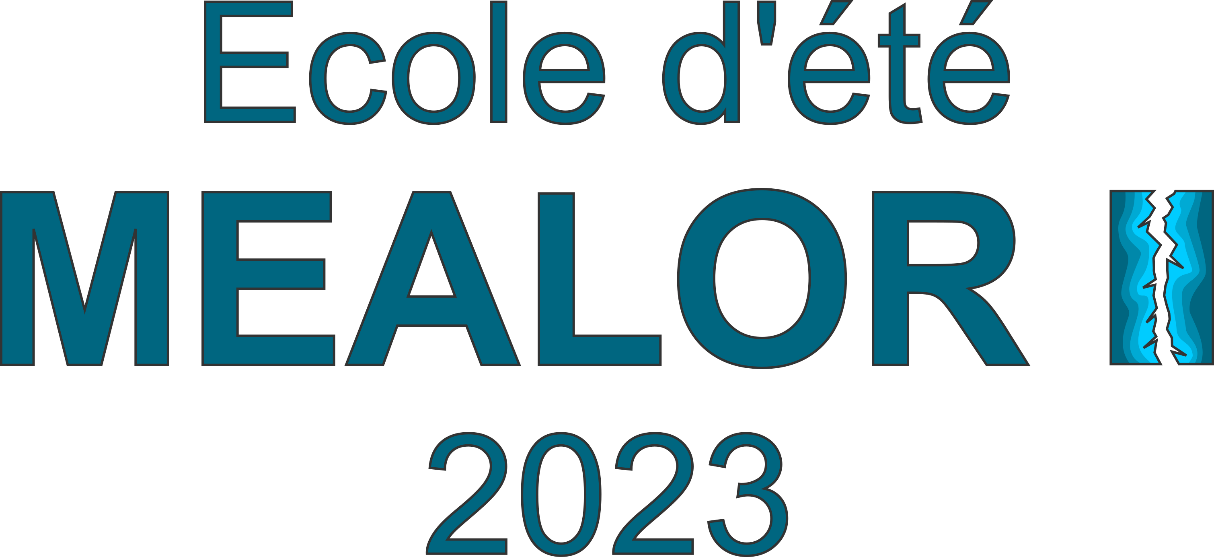 Ecole d'été
MEALOR II
2023